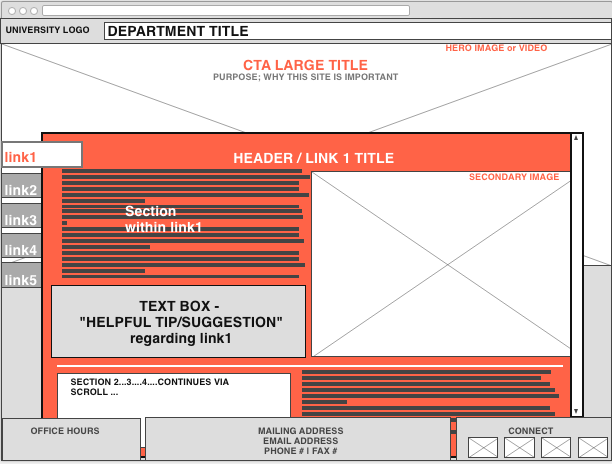 UNIVERSITY LOGO
DEPARTMENT TITLE
HERO IMAGE or VIDEO
CTA LARGE TITLE
PURPOSE; WHY THIS SITE IS IMPORTANT
link1
HEADER / LINK 1 TITLE
SECONDARY IMAGE
link2
link3
link4
link5
Section
within link1
TEXT BOX -
"HELPFUL TIP/SUGGESTION"
regarding link1
SECTION 2...3....4....CONTINUES VIA
SCROLL ...
OFFICE HOURS
MAILING ADDRESS
EMAIL ADDRESS
PHONE # I FAX #
CONNECT